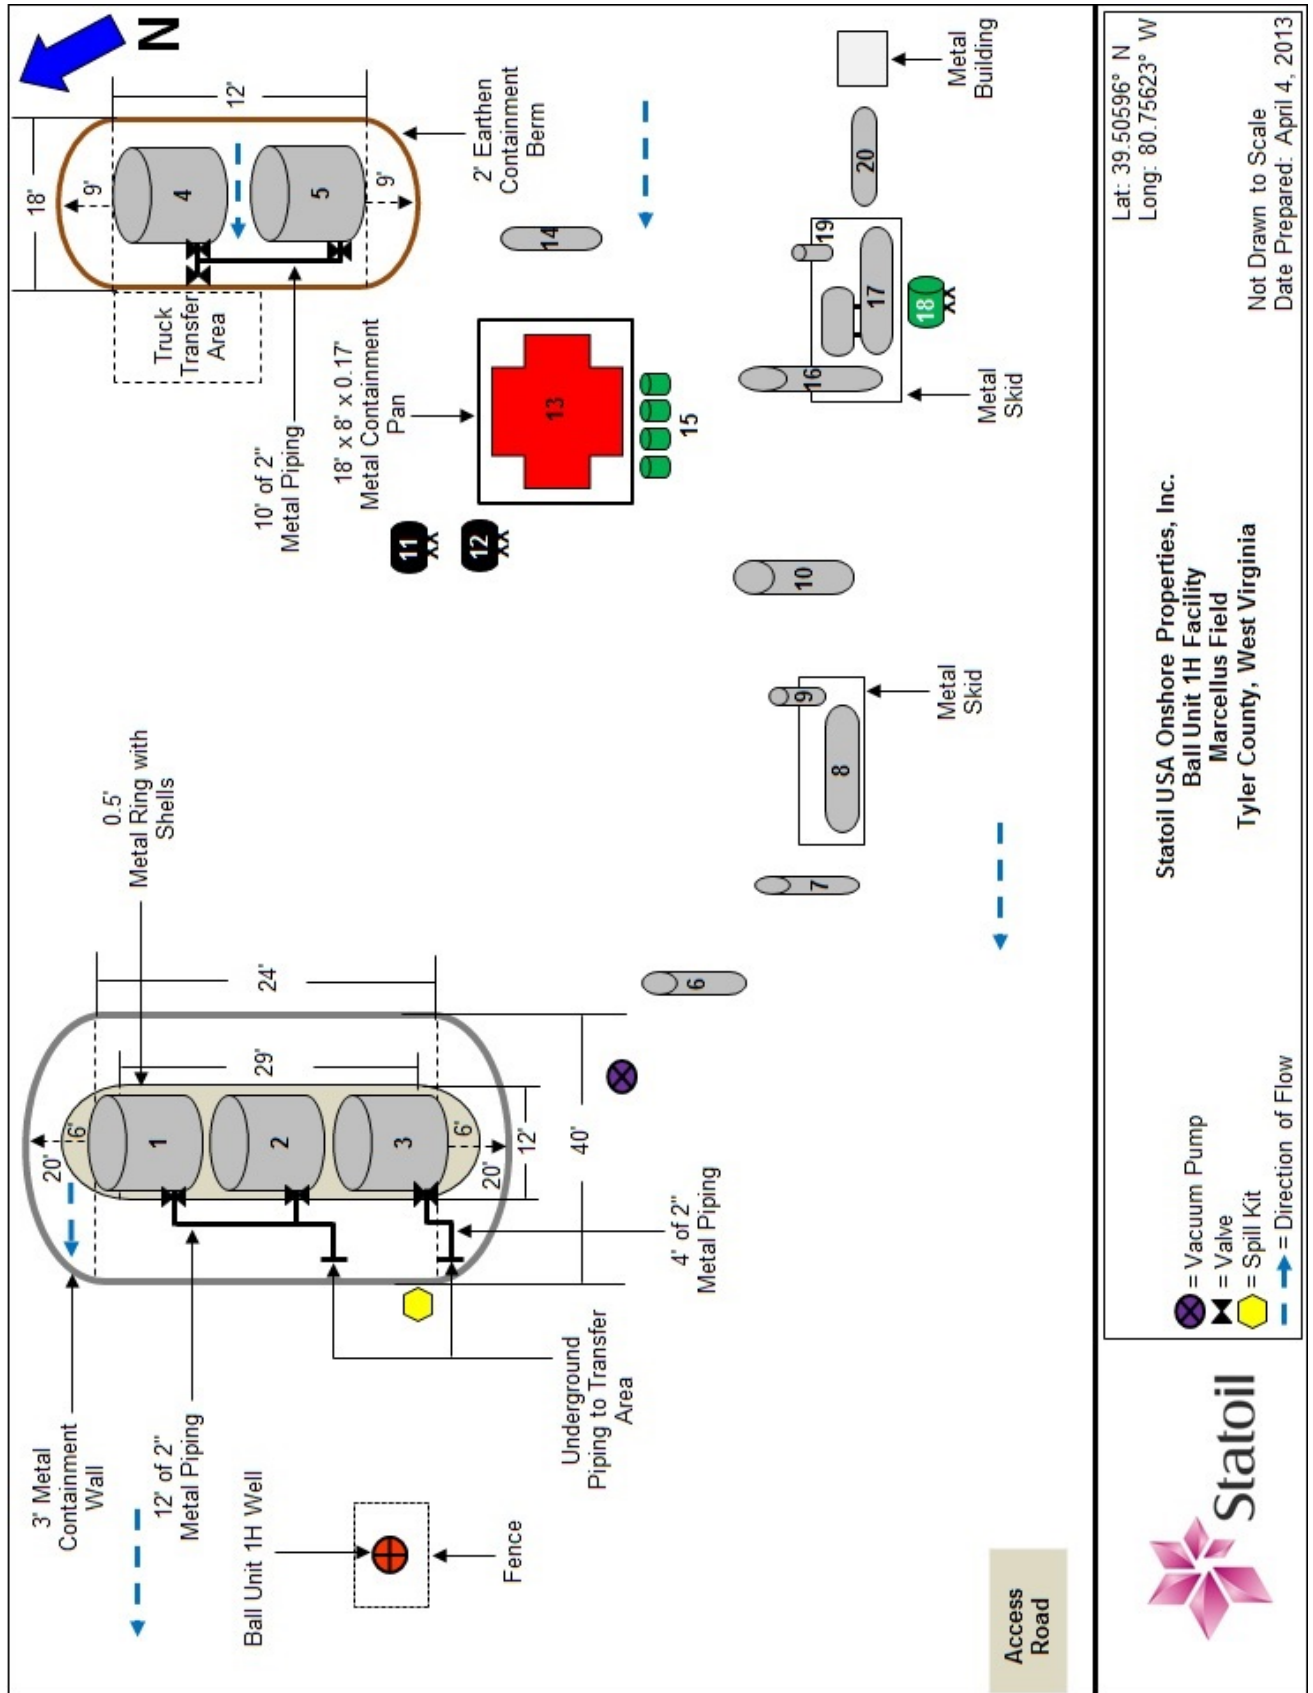 3' Metal
Containment
Wall
12' of 2"
Metal Piping
Ball Unit 1H Well
Fence
Underground
Piping to Transfer
Area
Access
Road
0.5'
Metal Ring with
Shells
20'
6'
1
2
3
6'
20'
29'
24'
12'
40'
4' of 2"
Metal Piping
6
7
8
9
Metal
Skid
10
11
XX
12
XX
10' of 2"
Metal Piping
18' x 8' x 0.17'
Metal Containment
Pan
13
15
14
Truck
Transfer
Area
18'
9'
4
5
9'
12'
N
2' Earthen
Containment
Berm
16
17
18
XX
19
20
Metal
Skid
Metal
Building
Statoil
= Vacuum Pump
= Valve
= Spill Kit
= Direction of Flow
Statoil USA Onshore Properties, Inc.
Ball Unit 1H Facility
Marcellus Field
Tyler County, West Virginia
Lat: 39.50596° N
Long: 80.75623° W
Not Drawn to Scale
Date Prepared: April 4, 2013